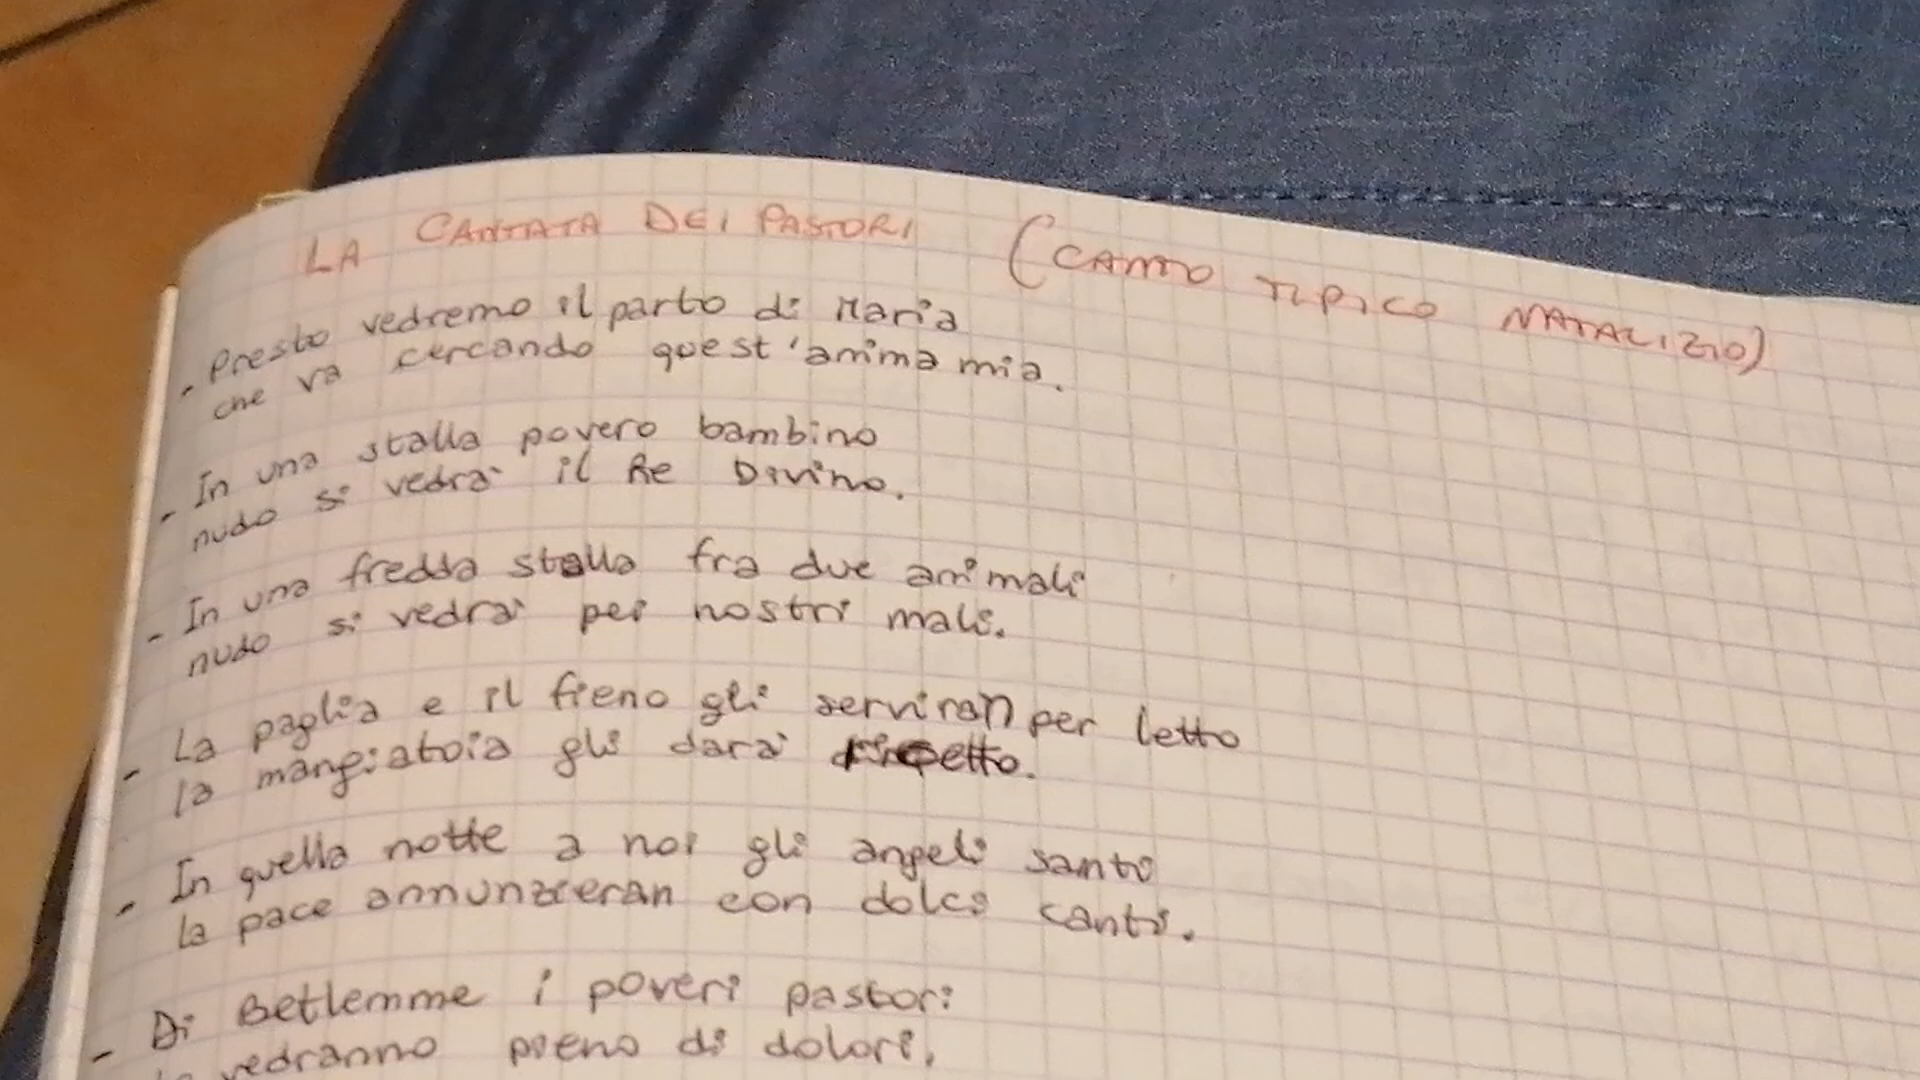 LA CANTATA DEI PASTORI (CANTO TIPICO NATALIZIO)
- Presto vedremo il parto di Maria
che va cercando quest'anima mia.
- In una stalla povero bambino
nudo si vedrà il Re Divino.
- In una fredda stalla fra due animali
nudo si vedrà pei nostri mali.
- La paglia e il fieno gli serviran per letto
la mangiatoia gli darà ricetto.
- In quella notte a noi gli angeli santi
la pace annunzieran con dolci canti.
- Di Betlemme i poveri pastori
lo vedranno pieno di dolori,